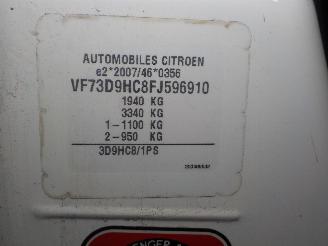 AUTOMOBILES CITROEN
e2*2007/46*0356
VF73D9HC8FJ596910
1940 KG
3340 KG
1-1100 KG
2-950 KG
3D9HC8/1PS